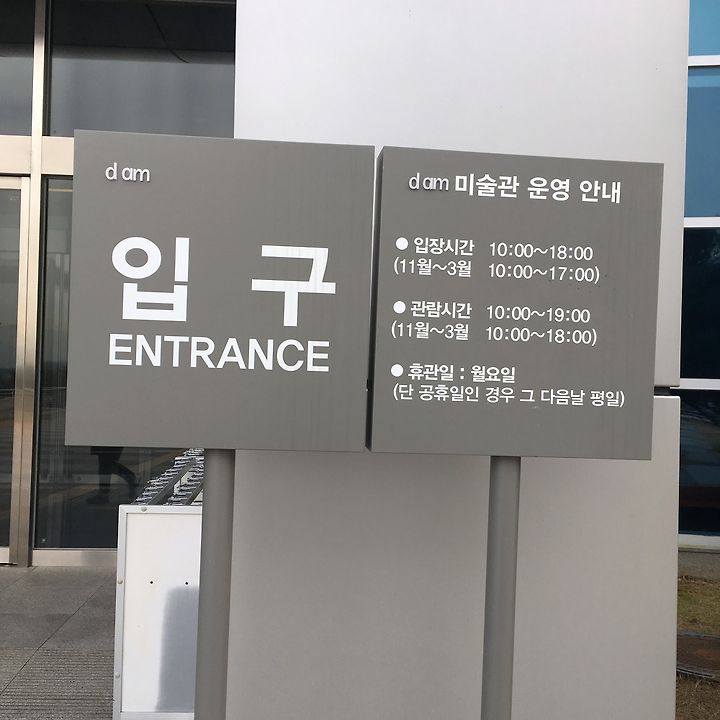 dam
입 구
ENTRANCE
dam 미술관 운영 안내
● 입장시간 10:00~18:00
(11월~3월 10:00~17:00)
● 관람시간 10:00~19:00
(11월~3월 10:00~18:00)
● 휴관일 : 월요일
(단 공휴일인 경우 그 다음날 평일)